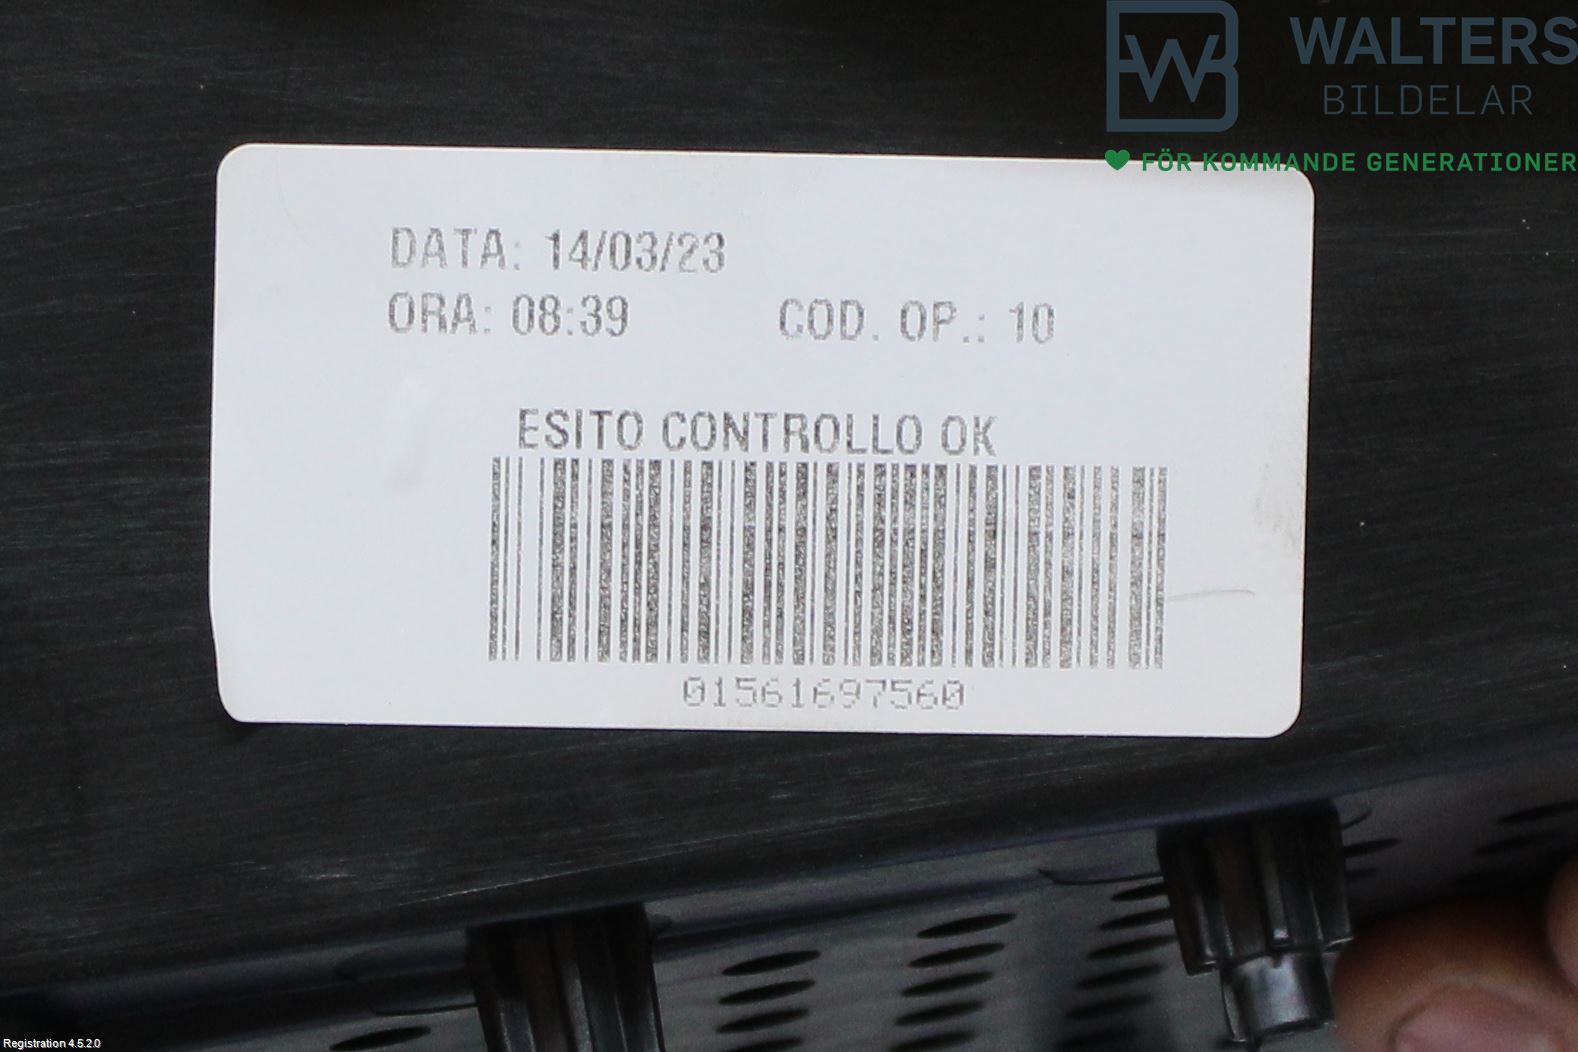 WALTERS
BILDELAR
FÖR KOMMANDE GENERATIONER
DATA: 14/03/23
ORA: 08:39 COD. OP.: 10
ESITO CONTROLLO OK
01561697560
Registration 4.5.2.0